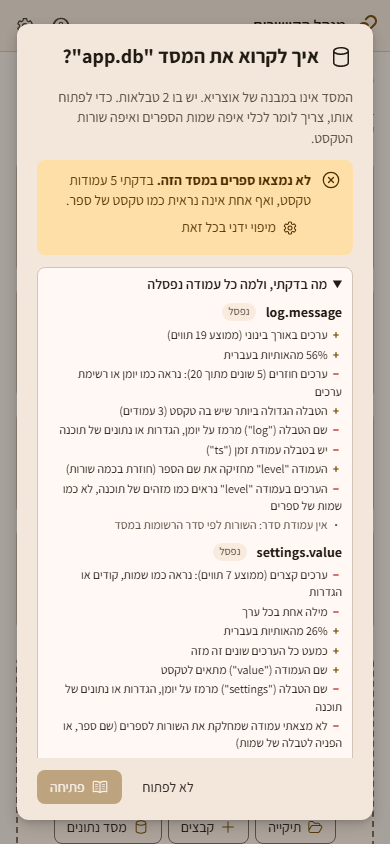 מנהל הקישורים
איך לקרוא את המסד "app.db"?
המסד אינו במבנה של אוצריא. יש בו 2 טבלאות. כדי לפתוח
אותו, צריך לומר לכלי איפה שמות הספרים ואיפה שורות
הטקסט.
לא נמצאו ספרים במסד הזה. בדקתי 5 עמודות
טקסט, ואף אחת אינה נראית כמו טקסט של ספר.
מיפוי ידני בכל זאת
▼ מה בדקתי, ולמה כל עמודה נפסלה
log.message נפסל
+ ערכים באורך בינוני (ממוצע 19 תווים)
+ 56% מהאותיות בעברית
− ערכים חוזרים (5 שונים מתוך 20): נראה כמו יומן או רשימת
ערכים
+ הטבלה הגדולה ביותר שיש בה טקסט (3 עמודים)
− שם הטבלה ("log") מרמז על יומן, הגדרות או נתונים של תוכנה
− יש בטבלה עמודת זמן ("ts")
+ העמודה "level" מחזיקה את שם הספר (חוזרת בכמה שורות)
− הערכים בעמודה "level" נראים כמו מזהים של תוכנה, לא כמו
שמות של ספרים
· אין עמודת סדר: השורות לפי סדר הרשומות במסד
settings.value נפסל
− ערכים קצרים (ממוצע 7 תווים): נראה כמו שמות, קודים או
הגדרות
− מילה אחת בכל ערך
+ 26% מהאותיות בעברית
+ כמעט כל הערכים שונים זה מזה
+ שם העמודה ("value") מתאים לטקסט
− שם הטבלה ("settings") מרמז על יומן, הגדרות או נתונים של
תוכנה
− לא מצאתי עמודה שמחלקת את השורות לספרים (שם ספר, או
הפניה לטבלה של שמות)
לא לפתוח
פתיחה
תיקייה
קבצים
מסד נתונים